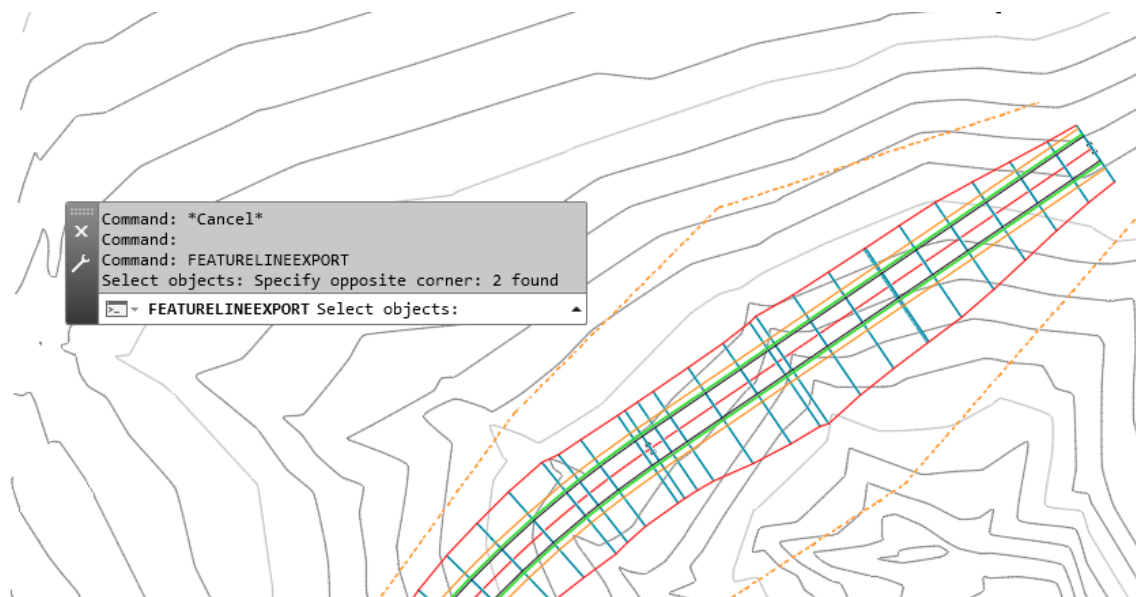 Command: *Cancel*
Command:
Command: FEATURELINEEXPORT
Select objects: Specify opposite corner: 2 found
FEATURELINEEXPORT Select objects: